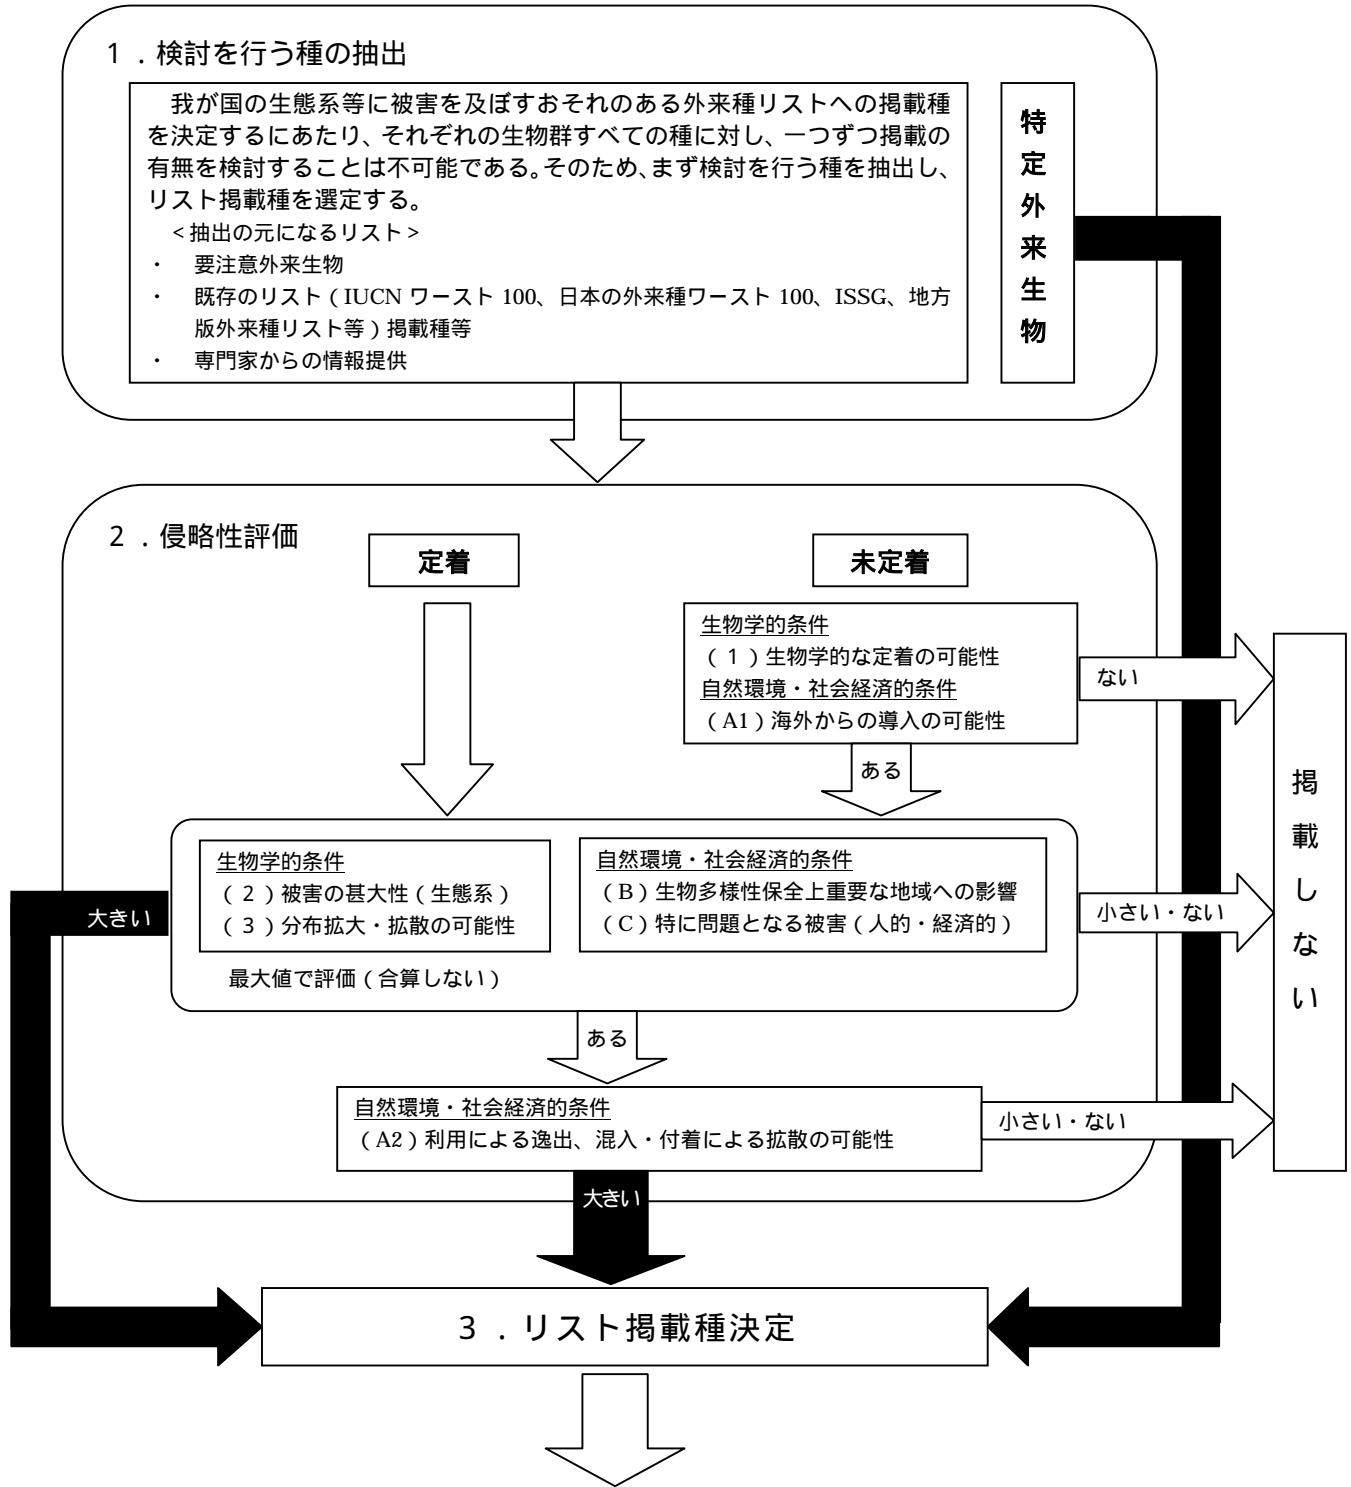 １．検討を行う種の抽出
我が国の生態系等に被害を及ぼすおそれのある外来種リストへの掲載種
を決定するにあたり、それぞれの生物群すべての種に対し、一つずつ掲載の
有無を検討することは不可能である。そのため、まず検討を行う種を抽出し、
リスト掲載種を選定する。
＜抽出の元になるリスト＞
・ 要注意外来生物
・ 既存のリスト（IUCN ワースト 100、日本の外来種ワースト 100、ISSG、地方
版外来種リスト等）掲載種等
・ 専門家からの情報提供
特定外来生物
２．侵略性評価
定着
未定着
生物学的条件
（１）生物学的な定着の可能性
自然環境・社会経済的条件
（A1）海外からの導入の可能性
ない
ある
掲載しない
生物学的条件
（２）被害の甚大性（生態系）
（３）分布拡大・拡散の可能性
自然環境・社会経済的条件
（B）生物多様性保全上重要な地域への影響
（C）特に問題となる被害（人的・経済的）
最大値で評価（合算しない）
大きい
小さい・ない
ある
自然環境・社会経済的条件
（A2）利用による逸出、混入・付着による拡散の可能性
小さい・ない
大きい
３．リスト掲載種決定